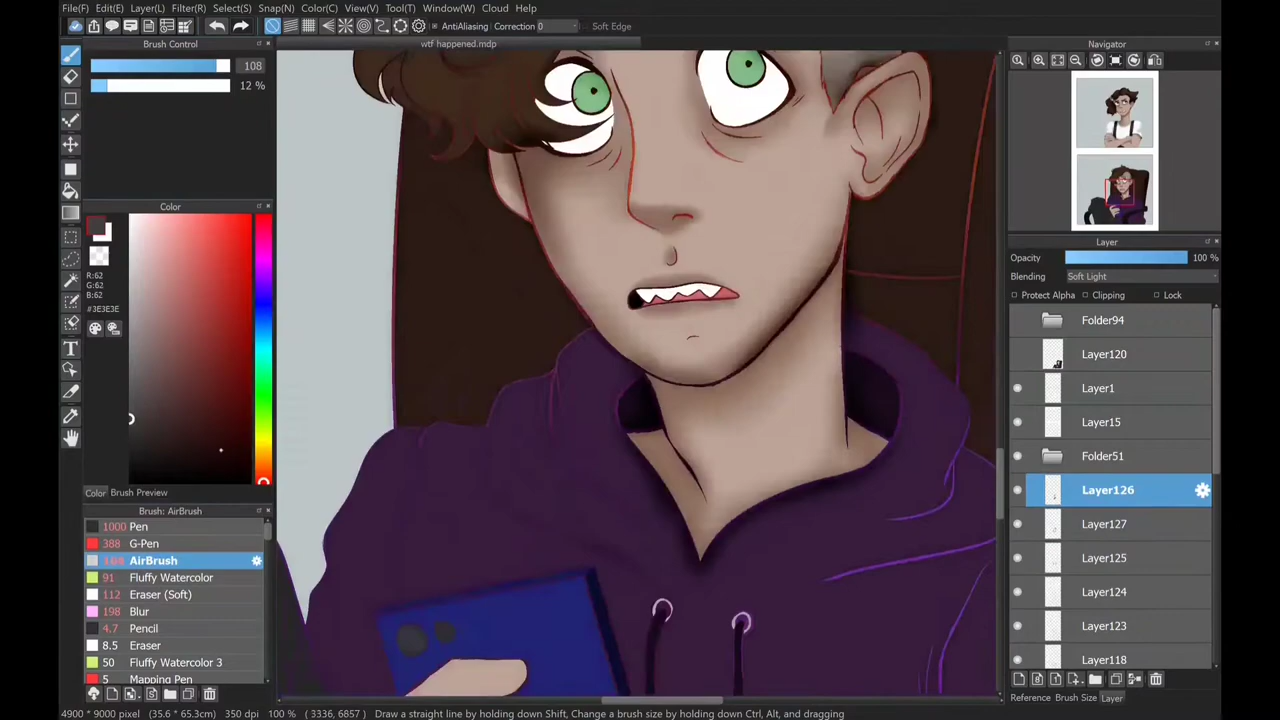 File(F) Edit(E) Layer(L) Filter(R) Select(S) Snap(N) Color(C) View(V) Tool(T) Window(W) Cloud Help
AntiAliasing Correction 0 Soft Edge
Brush Control
wtf happened.mdp
Navigator
108
12 %
Color
R:62
G:62
B:62
#3E3E3E
Color Brush Preview
Brush: AirBrush
1000 Pen
388 G-Pen
AirBrush
91 Fluffy Watercolor
112 Eraser (Soft)
198 Blur
4.7 Pencil
8.5 Eraser
50 Fluffy Watercolor 3
5 Mapping Pen
Layer
Opacity 100 %
Blending Soft Light
Protect Alpha Clipping Lock
Folder94
Layer120
Layer1
Layer15
Folder51
Layer126
Layer127
Layer125
Layer124
Layer123
Layer118
Reference Brush Size Layer
4900 * 9000 pixel (35.6 * 65.3cm) 350 dpi 100 % ( 3336, 6857 ) Draw a straight line by holding down Shift, Change a brush size by holding down Ctrl, Alt, and dragging